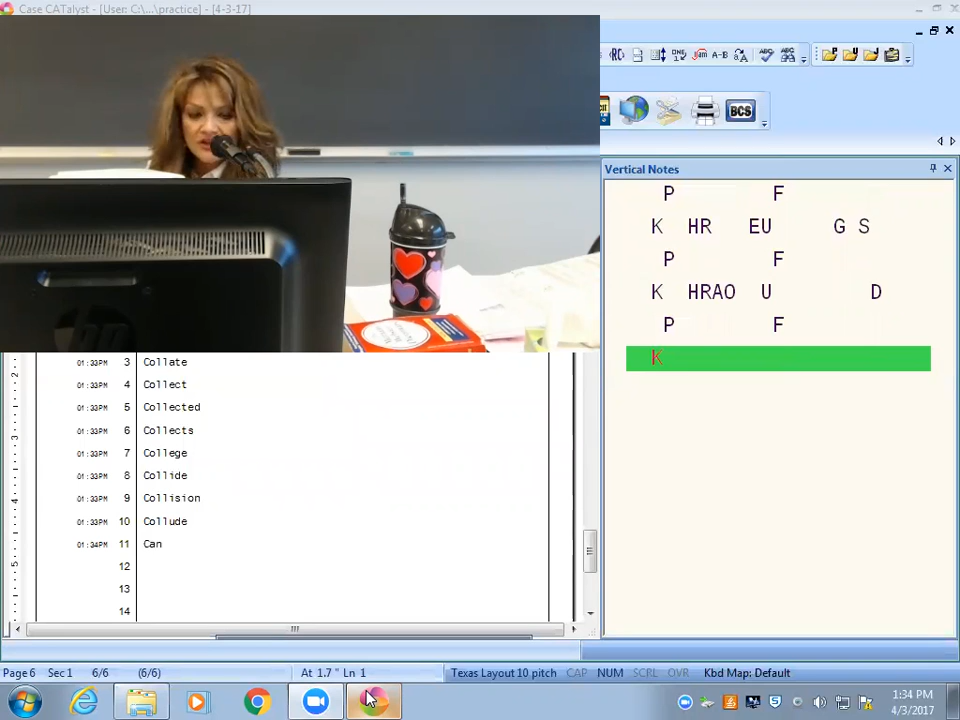 Case CATalyst - [User: C:\...\practice] - [4-3-17]
BCS
Vertical Notes
P F
K HR EU G S
P F
K HRAO U D
P F
K
01:33PM 3 Collate
01:33PM 4 Collect
01:33PM 5 Collected
01:33PM 6 Collects
01:33PM 7 College
01:33PM 8 Collide
01:33PM 9 Collision
01:33PM 10 Collude
01:34PM 11 Can
12
13
14
Page 6 Sec 1 6/6 (6/6) At 1.7 " Ln 1 Texas Layout 10 pitch CAP NUM SCRL OVR Kbd Map: Default
1:34 PM
4/3/2017